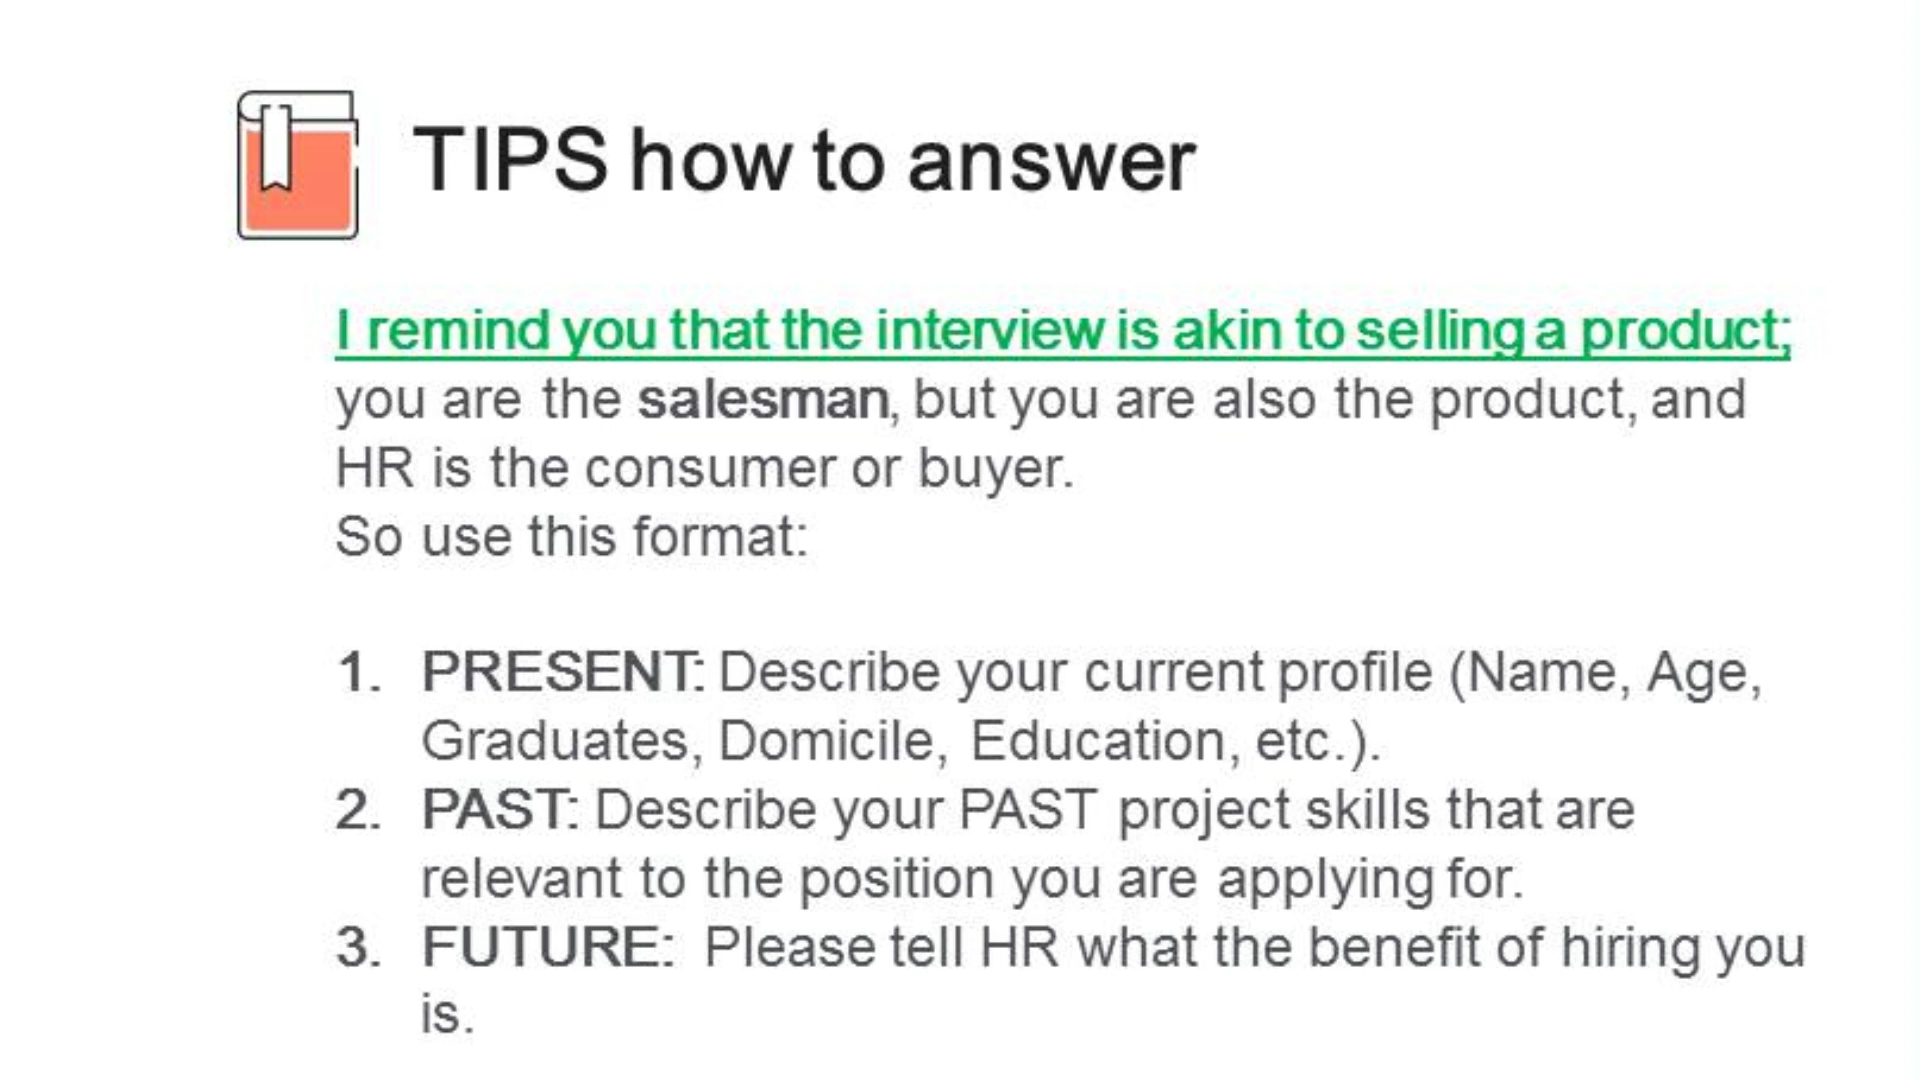 TIPS how to answer
I remind you that the interview is akin to selling a product;
you are the salesman, but you are also the product, and
HR is the consumer or buyer.
So use this format:
1. PRESENT: Describe your current profile (Name, Age,
Graduates, Domicile, Education, etc.).
2. PAST: Describe your PAST project skills that are
relevant to the position you are applying for.
3. FUTURE: Please tell HR what the benefit of hiring you
is.